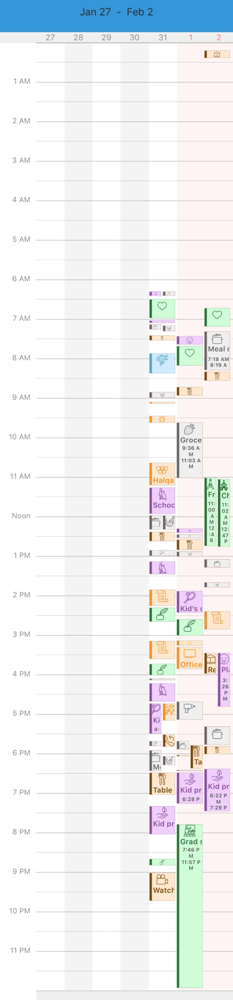 Jan 27 - Feb 2
27 28 29 30 31 1 2
1 AM
2 AM
3 AM
4 AM
5 AM
6 AM
7 AM
Meal r
7:18 AM
8:19 A
8 AM
9 AM
10 AM
Groce
9:36 A
M
11:03 A
M
11 AM
Halqa
Fr
11:
00
A
M
12
:4
6
Ch
11:
02
A
M
12:
47
P
Schoo
Noon
1 PM
2 PM
Kid's c
3 PM
Office
Re
Pla
3:
26
P
M
4 PM
5 PM
Ki
4:
6 PM
Me
Ta
Table
Kid pr
6:28 P
Kid pr
6:22 P
M
7:29 P
M
7 PM
Kid pr
8 PM
Grad s
7:46 P
M
11:57 P
M
9 PM
Watch
10 PM
11 PM